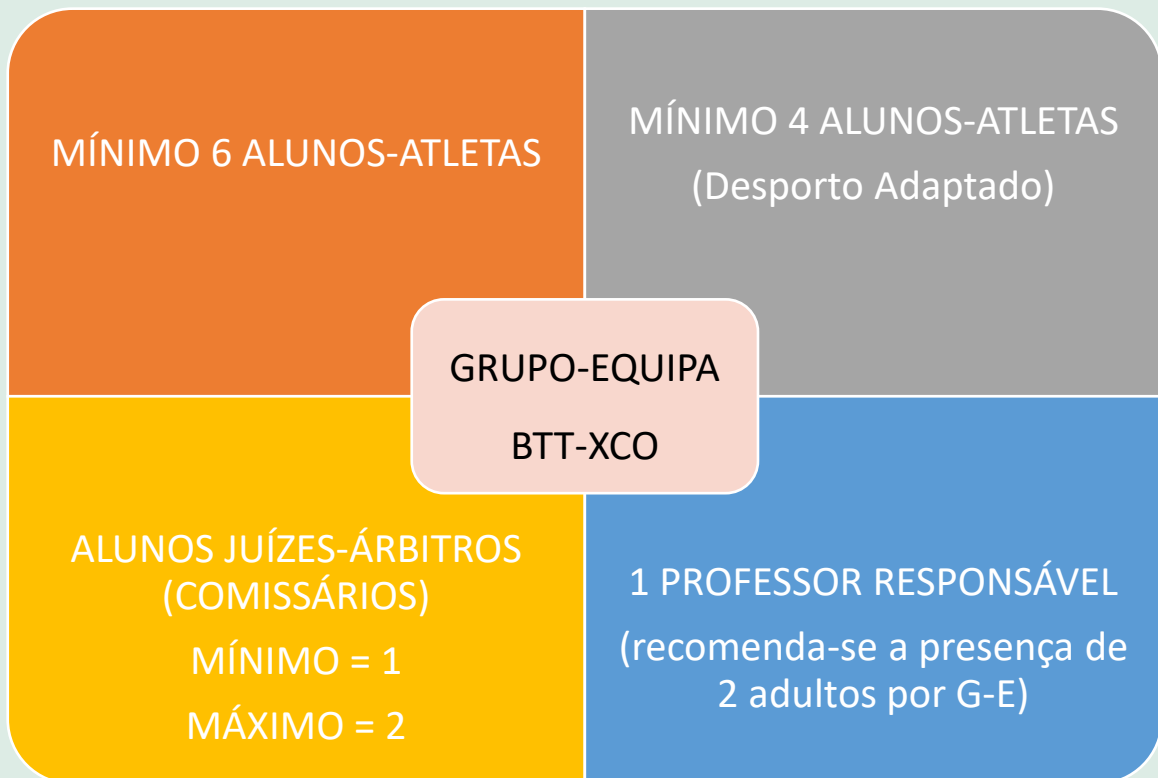 MÍNIMO 6 ALUNOS-ATLETAS
MÍNIMO 4 ALUNOS-ATLETAS
(Desporto Adaptado)
GRUPO-EQUIPA
BTT-XCO
ALUNOS JUÍZES-ÁRBITROS
(COMISSÁRIOS)
MÍNIMO = 1
MÁXIMO = 2
1 PROFESSOR RESPONSÁVEL
(recomenda-se a presença de
2 adultos por G-E)